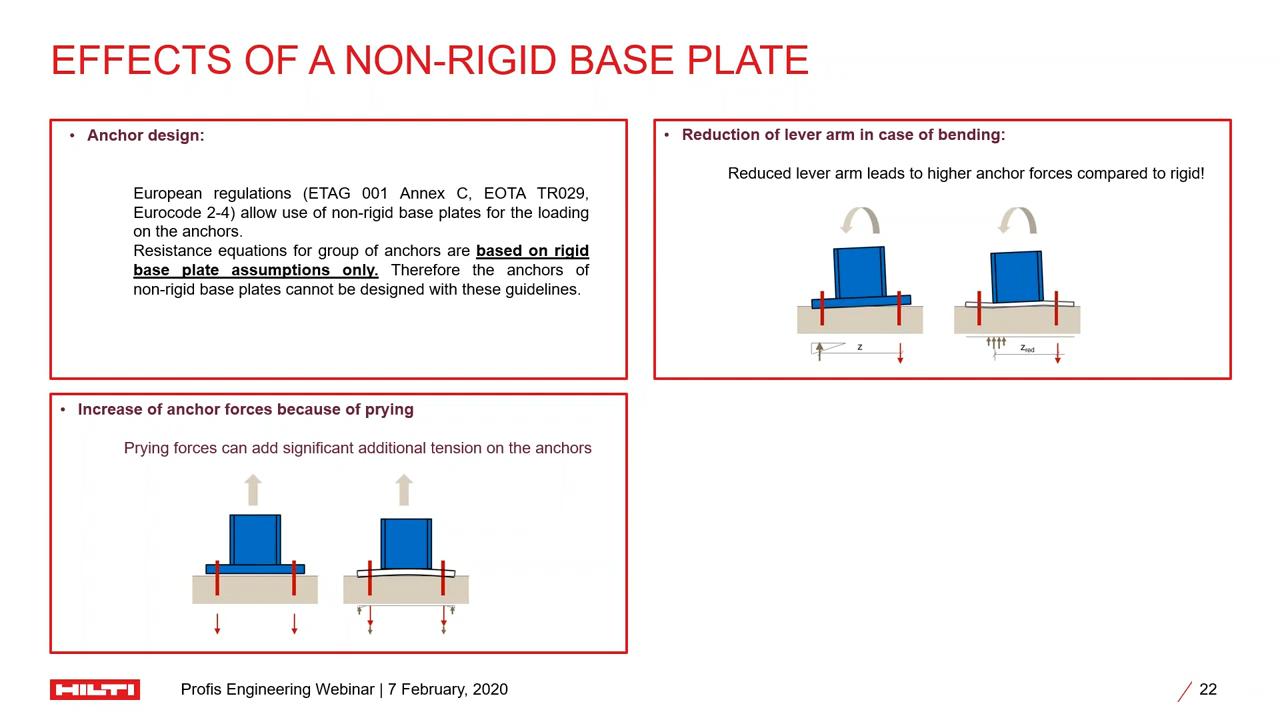 EFFECTS OF A NON-RIGID BASE PLATE
• Anchor design:
European regulations (ETAG 001 Annex C, EOTA TR029,
Eurocode 2-4) allow use of non-rigid base plates for the loading
on the anchors.
Resistance equations for group of anchors are based on rigid
base plate assumptions only. Therefore the anchors of
non-rigid base plates cannot be designed with these guidelines.
• Reduction of lever arm in case of bending:
Reduced lever arm leads to higher anchor forces compared to rigid!
z
zred
• Increase of anchor forces because of prying
Prying forces can add significant additional tension on the anchors
HILTI
Profis Engineering Webinar | 7 February, 2020
22